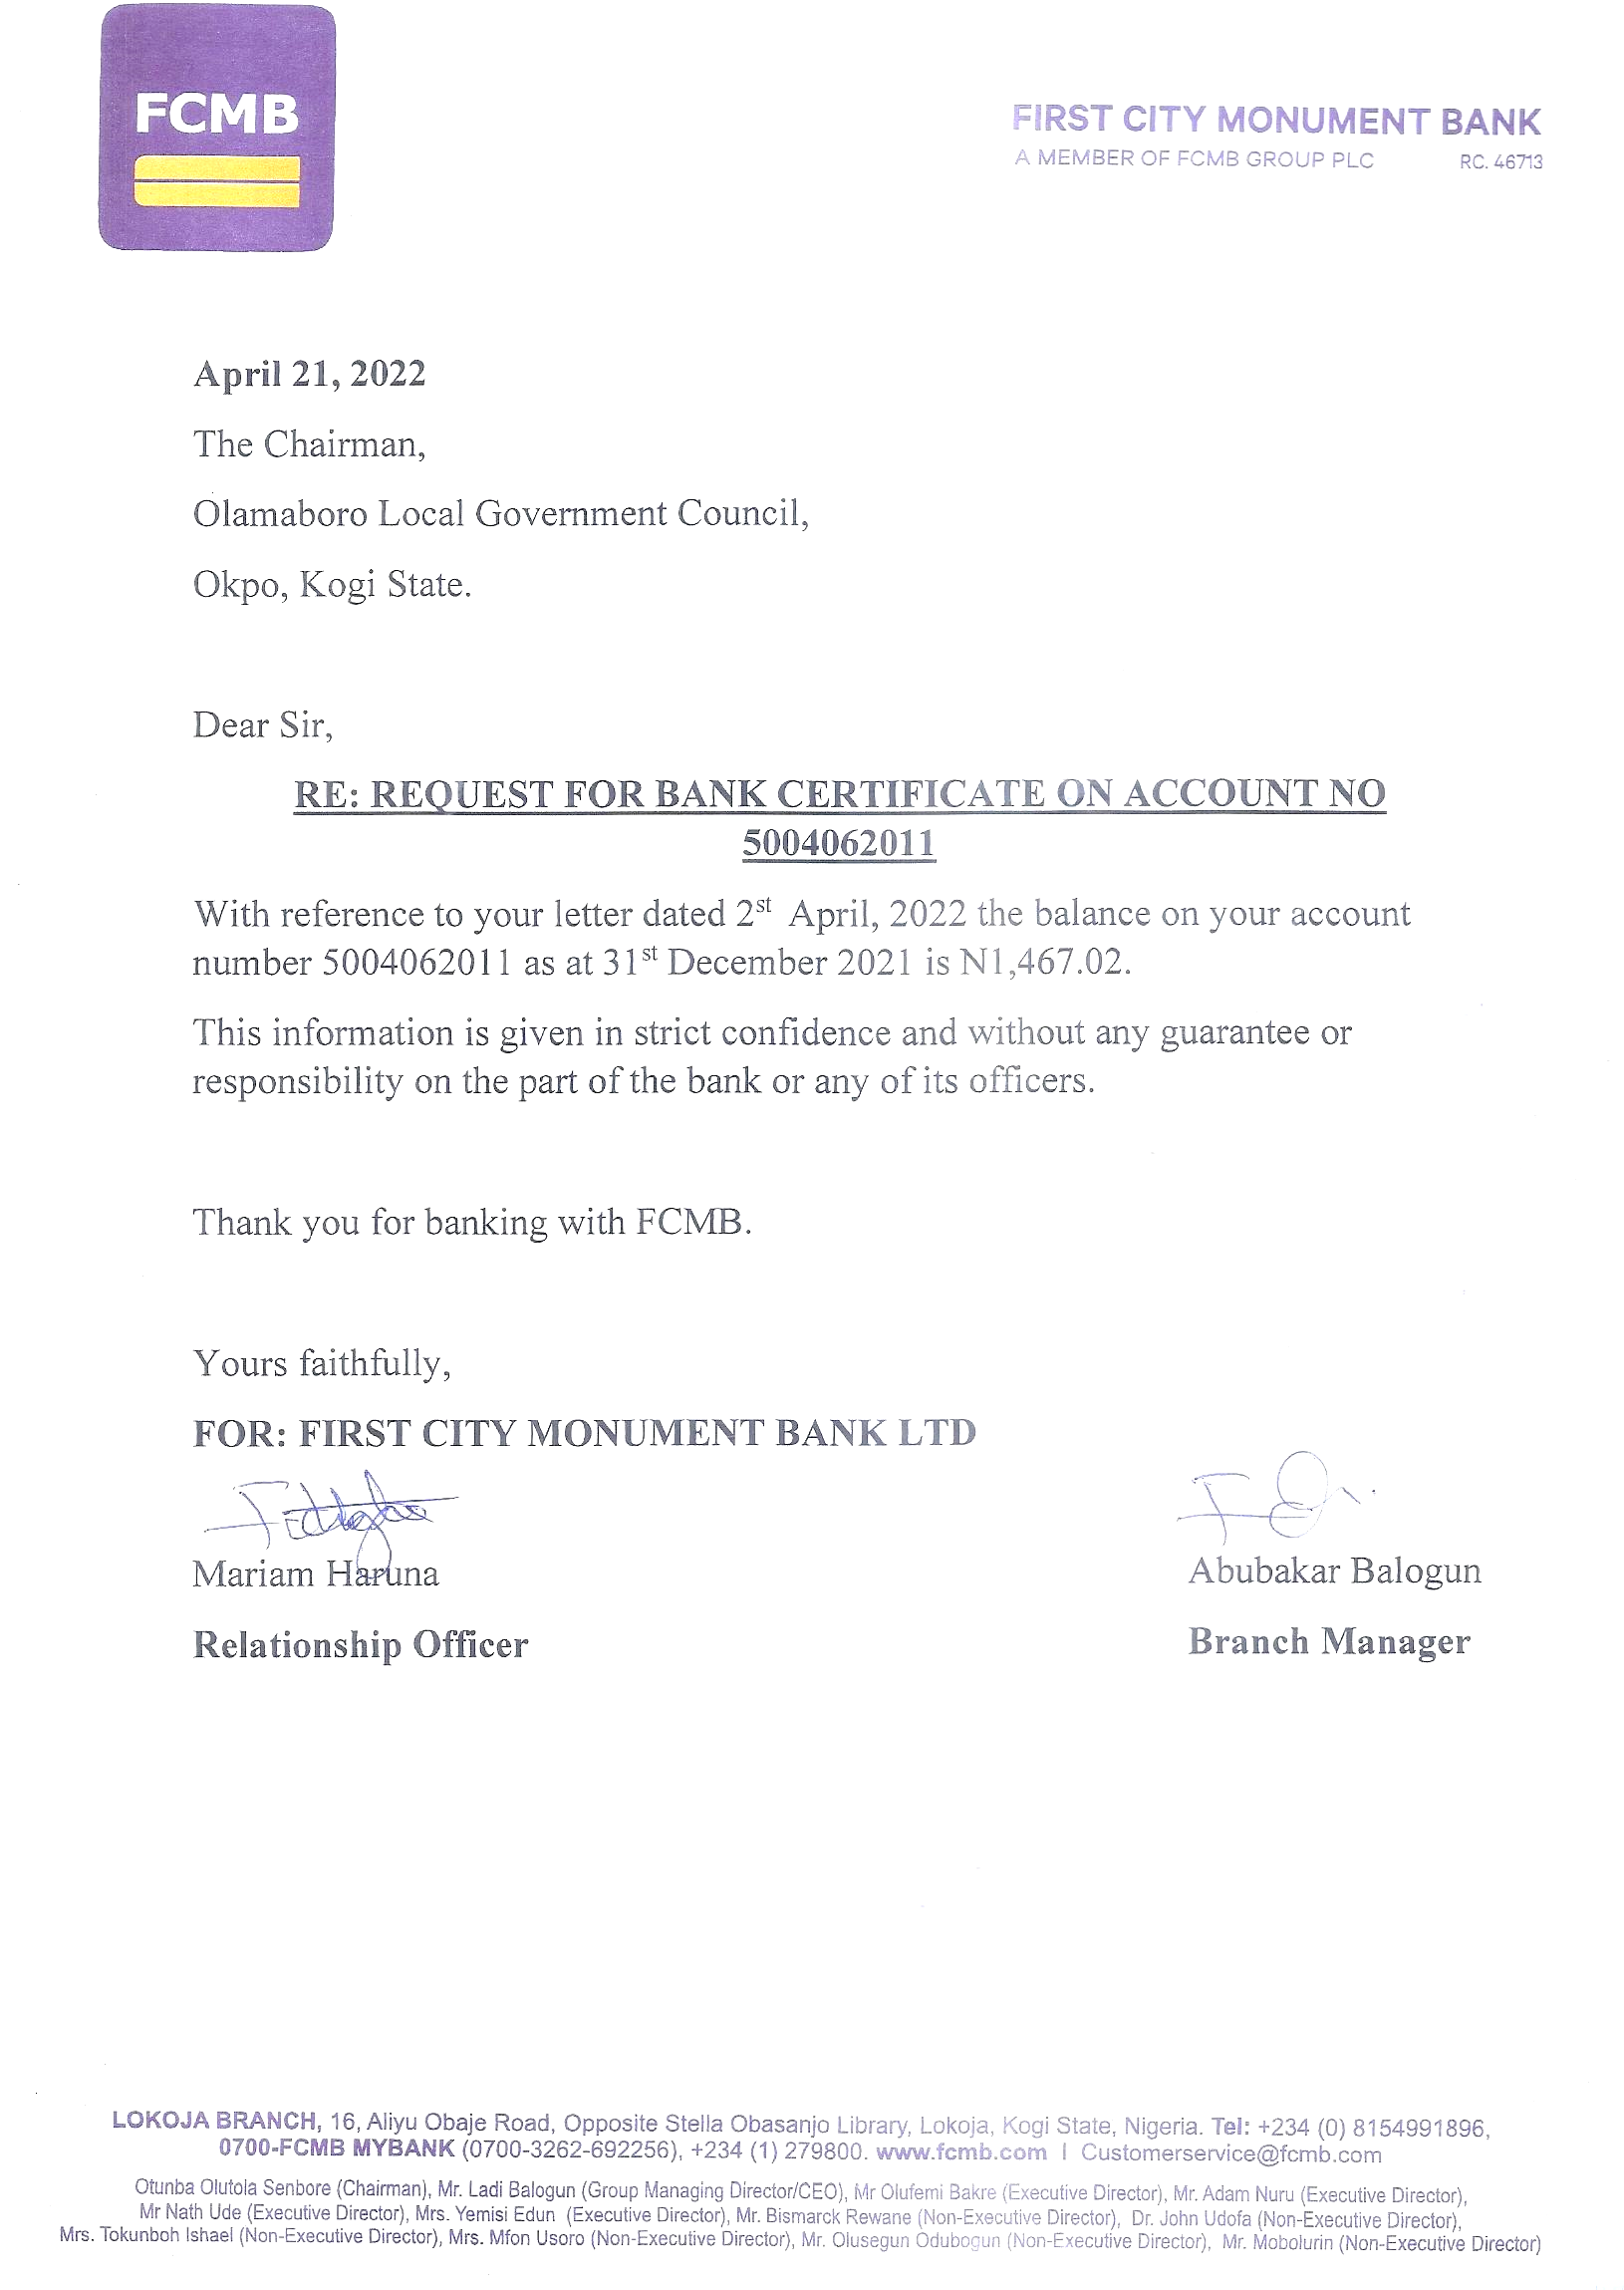 FCMB
FIRST CITY MONUMENT BANK
A MEMBER OF FCMB GROUP PLC RC. 46713
April 21, 2022
The Chairman,
Olamaboro Local Government Council,
Okpo, Kogi State.
Dear Sir,
RE: REQUEST FOR BANK CERTIFICATE ON ACCOUNT NO
5004062011
With reference to your letter dated 2st April, 2022 the balance on your account
number 5004062011 as at 31st December 2021 is N1,467.02.
This information is given in strict confidence and without any guarantee or
responsibility on the part of the bank or any of its officers.
Thank you for banking with FCMB.
Yours faithfully,
FOR: FIRST CITY MONUMENT BANK LTD
Mariam Haruna Abubakar Balogun
Relationship Officer Branch Manager
LOKOJA BRANCH, 16, Aliyu Obaje Road, Opposite Stella Obasanjo Library, Lokoja, Kogi State, Nigeria. Tel: +234 (0) 8154991896,
0700-FCMB MYBANK (0700-3262-692256), +234 (1) 279800. www.fcmb.com | Customerservice@fcmb.com
Otunba Olutola Senbore (Chairman), Mr. Ladi Balogun (Group Managing Director/CEO), Mr Olufemi Bakre (Executive Director), Mr. Adam Nuru (Executive Director),
Mr Nath Ude (Executive Director), Mrs. Yemisi Edun (Executive Director), Mr. Bismarck Rewane (Non-Executive Director), Dr. John Udofa (Non-Executive Director),
Mrs. Tokunboh Ishael (Non-Executive Director), Mrs. Mfon Usoro (Non-Executive Director), Mr. Olusegun Odubogun (Non-Executive Director), Mr. Mobolurin (Non-Executive Director)